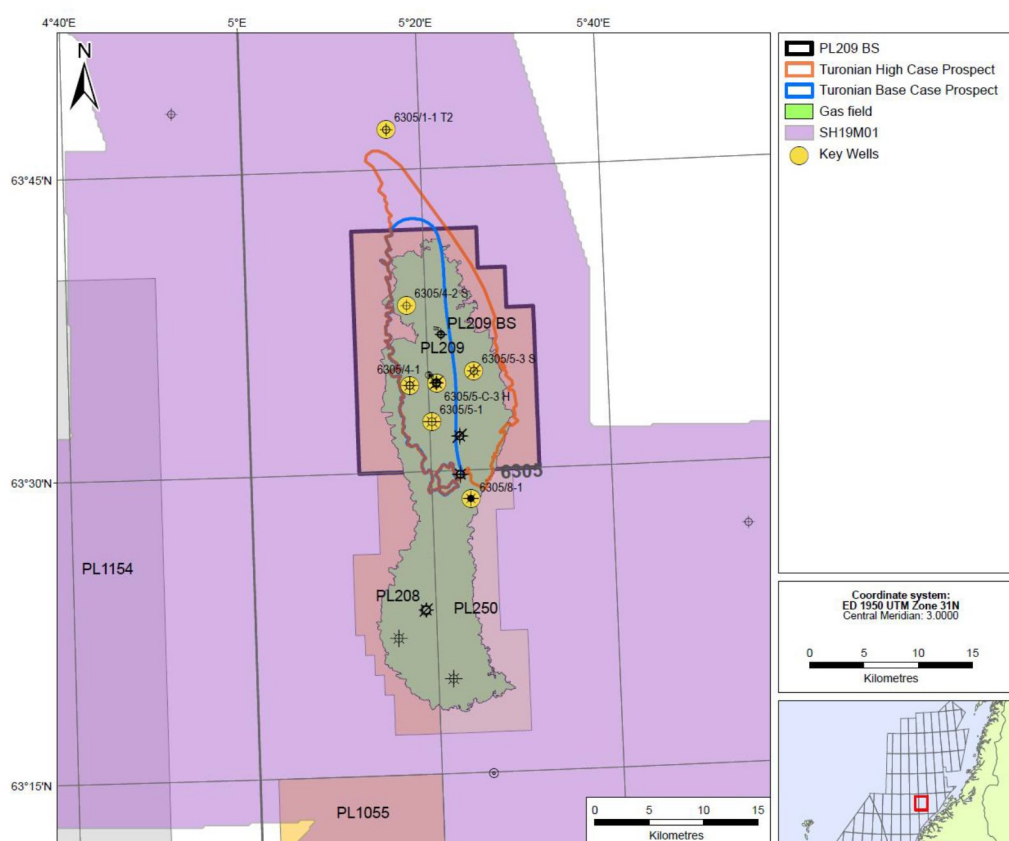 4°40'E
5°E
5°20'E
5°40'E
N
6305/1-1 T2
63°45'N
6305/4-2 S
PL209 BS
PL209
6305/5-3 S
6305/4-1
6305/5-C-3 H
6305/5-1
63°30'N
6305
6305/8-1
PL1154
PL208
PL250
63°15'N
PL1055
0 5 10 15
Kilometres
PL209 BS
Turonian High Case Prospect
Turonian Base Case Prospect
Gas field
SH19M01
Key Wells
Coordinate system:
ED 1950 UTM Zone 31N
Central Meridian: 3.0000
0 5 10 15
Kilometres